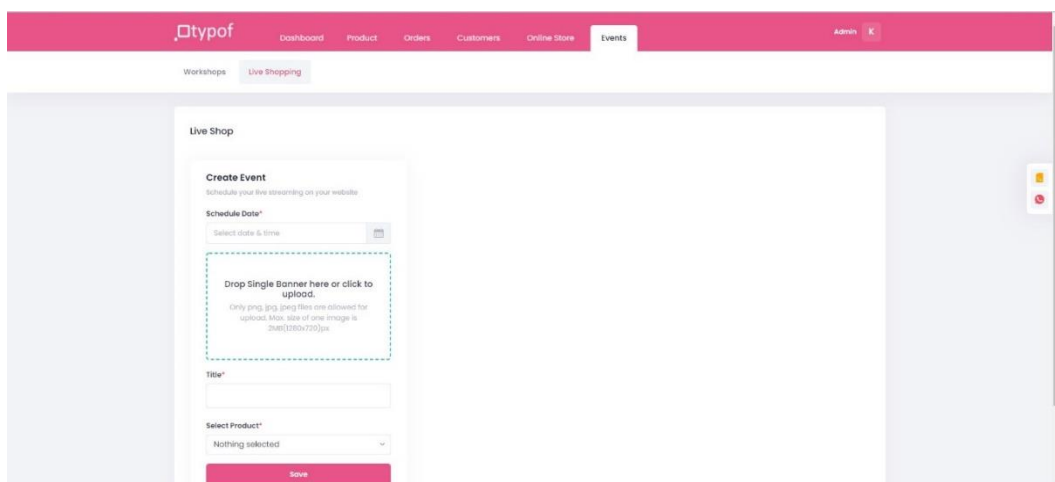 typof
Dashboard Product Orders Customers Online Store Events Admin K
Workshops Live Shopping
Live Shop
Create Event
Schedule your live streaming on your website
Schedule Date*
Select date & time
Drop Single Banner here or click to
upload.
Only png, jpg, jpeg files are allowed for
upload. Max. size of one image is
2MB(1280x720)px
Title*
Select Product*
Nothing selected
Save